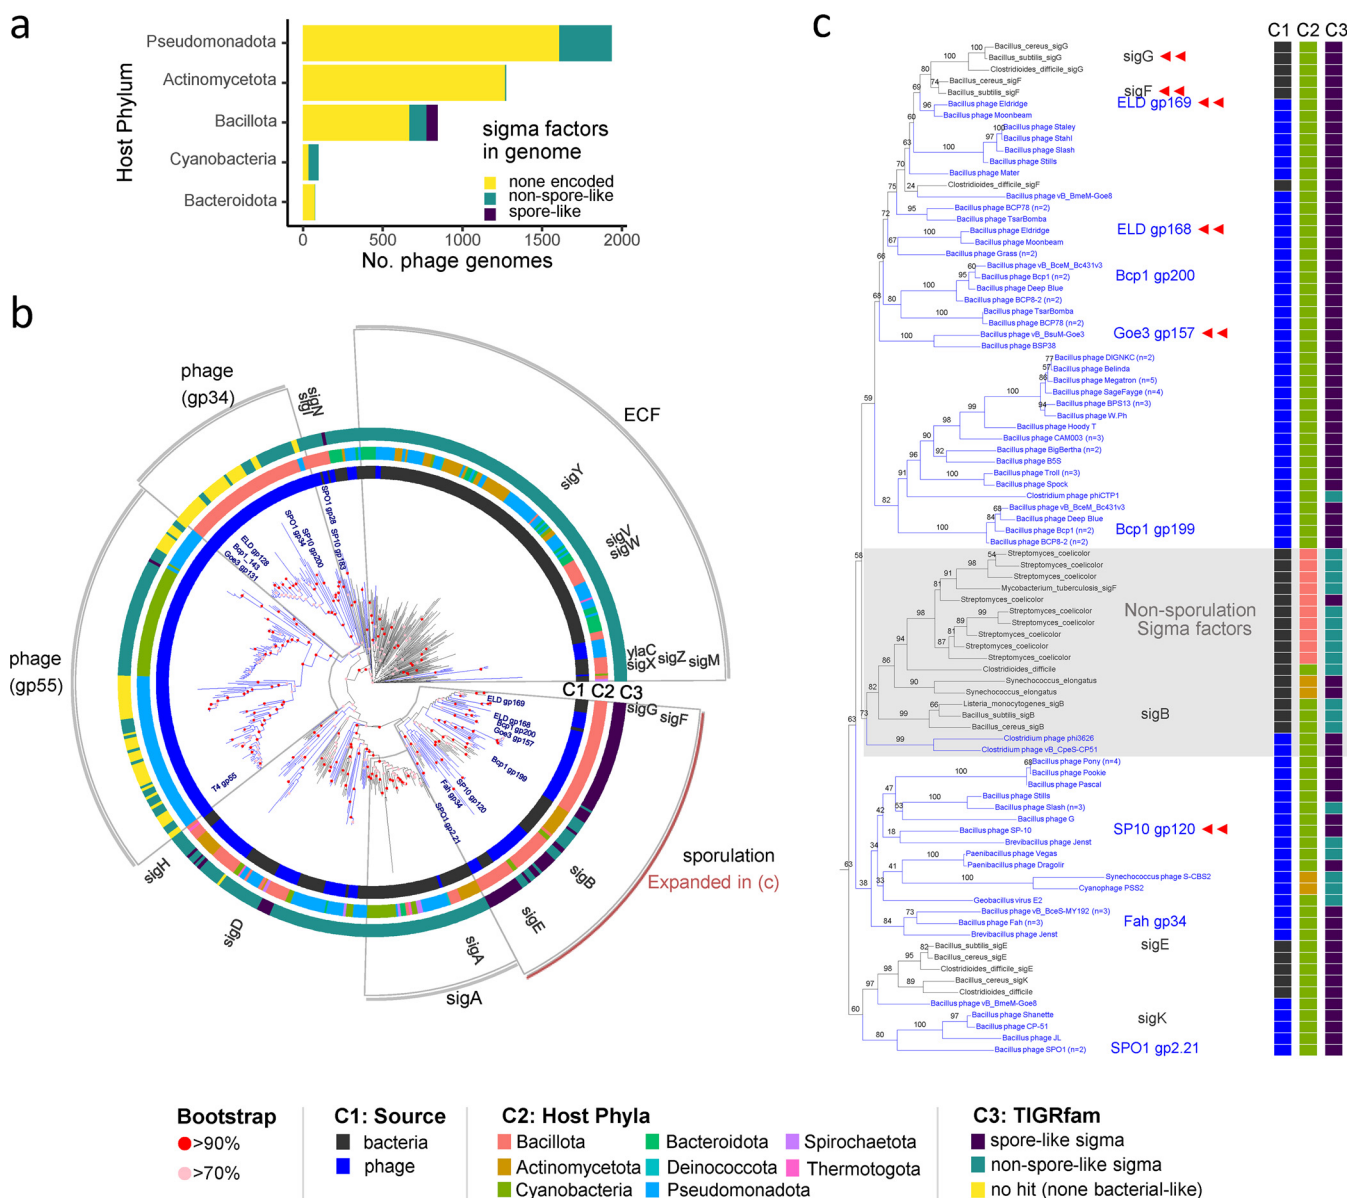 a
Host Phylum
Pseudomonadota
Actinomycetota
Bacillota
Cyanobacteria
Bacteroidota
sigma factors
in genome
none encoded
non-spore-like
spore-like
0
500
1000
1500
2000
No. phage genomes
b
phage
(gp34)
sigN
sigI
ECF
sigY
sigV
sigW
ylaC
sigX
sigZ
sigM
C1 C2 C3
sigG
sigF
phage
(gp55)
SPO1 gp28
SP10 gp183
SP10 gp200
SPO1 gp34
ELD gp128
Bcp1_143
Goe3 gp131
T4 gp55
ELD gp169
ELD gp168
Bcp1 gp200
Goe3 gp157
Bcp1 gp199
SP10 gp120
Fah gp34
SPO1 gp2.21
sigH
sigD
sigA
sigA
sigE
sigB
sporulation
Expanded in (c)
c
C1 C2 C3
Bacillus_cereus_sigG
Bacillus_subtilis_sigG
Clostridioides_difficile_sigG
Bacillus_cereus_sigF
Bacillus_subtilis_sigF
Bacillus phage Eldridge
Bacillus phage Moonbeam
Bacillus phage Staley
Bacillus phage Stahl
Bacillus phage Slash
Bacillus phage Stills
Bacillus phage Mater
Clostridioides_difficile_sigF
Bacillus phage vB_BmeM-Goe8
Bacillus phage BCP78 (n=2)
Bacillus phage TsarBomba
Bacillus phage Eldridge
Bacillus phage Moonbeam
Bacillus phage Grass (n=2)
Bacillus phage vB_BceM_Bc431v3
Bacillus phage Bcp1 (n=2)
Bacillus phage Deep Blue
Bacillus phage BCP8-2 (n=2)
Bacillus phage TsarBomba
Bacillus phage BCP78 (n=2)
Bacillus phage vB_BsuM-Goe3
Bacillus phage BSP38
Bacillus phage DIGNKC (n=2)
Bacillus phage Belinda
Bacillus phage Megatron (n=5)
Bacillus phage SageFayge (n=4)
Bacillus phage BPS13 (n=3)
Bacillus phage W.Ph
Bacillus phage Hoody T
Bacillus phage CAM003 (n=3)
Bacillus phage BigBertha (n=2)
Bacillus phage B5S
Bacillus phage Troll (n=3)
Bacillus phage Spock
Clostridium phage phiCTP1
Bacillus phage vB_BceM_Bc431v3
Bacillus phage Deep Blue
Bacillus phage Bcp1 (n=2)
Bacillus phage BCP8-2 (n=2)
Streptomyces_coelicolor
Streptomyces_coelicolor
Streptomyces_coelicolor
Mycobacterium_tuberculosis_sigF
Streptomyces_coelicolor
Streptomyces_coelicolor
Streptomyces_coelicolor
Streptomyces_coelicolor
Streptomyces_coelicolor
Streptomyces_coelicolor
Clostridioides_difficile
Synechococcus_elongatus
Synechococcus_elongatus
Listeria_monocytogenes_sigB
Bacillus_subtilis_sigB
Bacillus_cereus_sigB
Clostridium phage phi3626
Clostridium phage vB_CpeS-CP51
Bacillus phage Pony (n=4)
Bacillus phage Pookie
Bacillus phage Pascal
Bacillus phage Stills
Bacillus phage Slash (n=3)
Bacillus phage G
Bacillus phage SP-10
Brevibacillus phage Jenst
Paenibacillus phage Vegas
Paenibacillus phage Dragolir
Synechococcus phage S-CBS2
Cyanophage PSS2
Geobacillus virus E2
Bacillus phage vB_BceS-MY192 (n=3)
Bacillus phage Fah (n=3)
Brevibacillus phage Jenst
Bacillus_subtilis_sigE
Bacillus_cereus_sigE
Clostridioides_difficile_sigE
Bacillus_cereus_sigK
Clostridioides_difficile
Bacillus phage vB_BmeM-Goe8
Bacillus phage Shanette
Bacillus phage CP-51
Bacillus phage JL
Bacillus phage SPO1 (n=2)
sigG
sigF
ELD gp169
ELD gp168
Bcp1 gp200
Goe3 gp157
Bcp1 gp199
Non-sporulation
Sigma factors
sigB
SP10 gp120
Fah gp34
sigE
sigK
SPO1 gp2.21
Bootstrap
>90%
>70%
C1: Source
bacteria
phage
C2: Host Phyla
Bacillota
Actinomycetota
Cyanobacteria
Bacteroidota
Deinococcota
Pseudomonadota
Spirochaetota
Thermotogota
C3: TIGRfam
spore-like sigma
non-spore-like sigma
no hit (none bacterial-like)